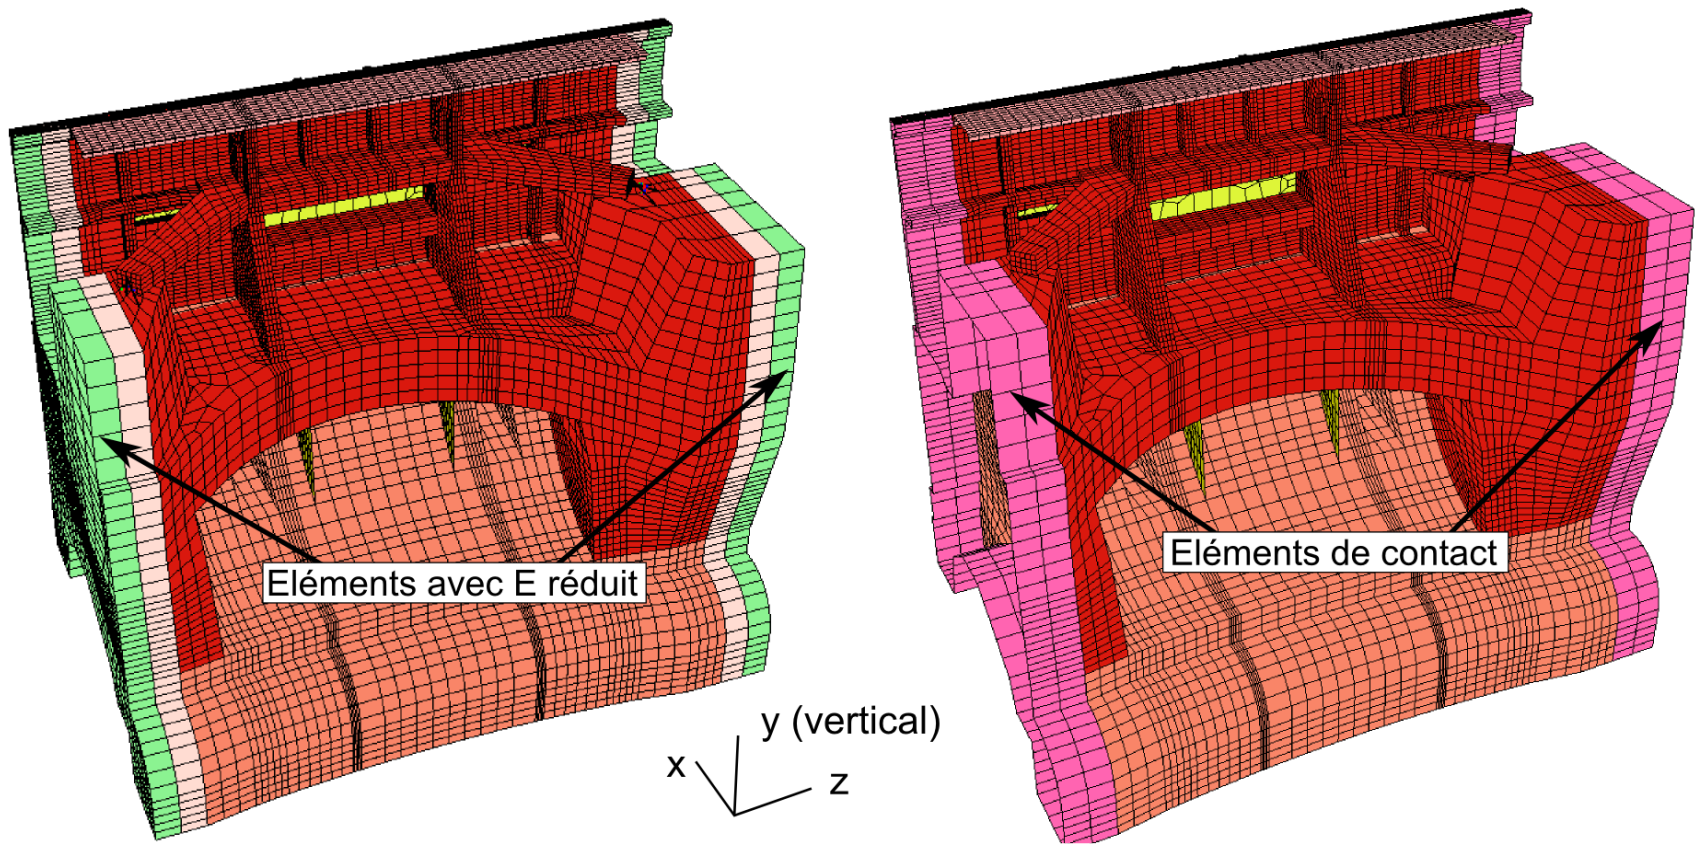 Eléments avec E réduit
Eléments de contact
y (vertical)
x
z